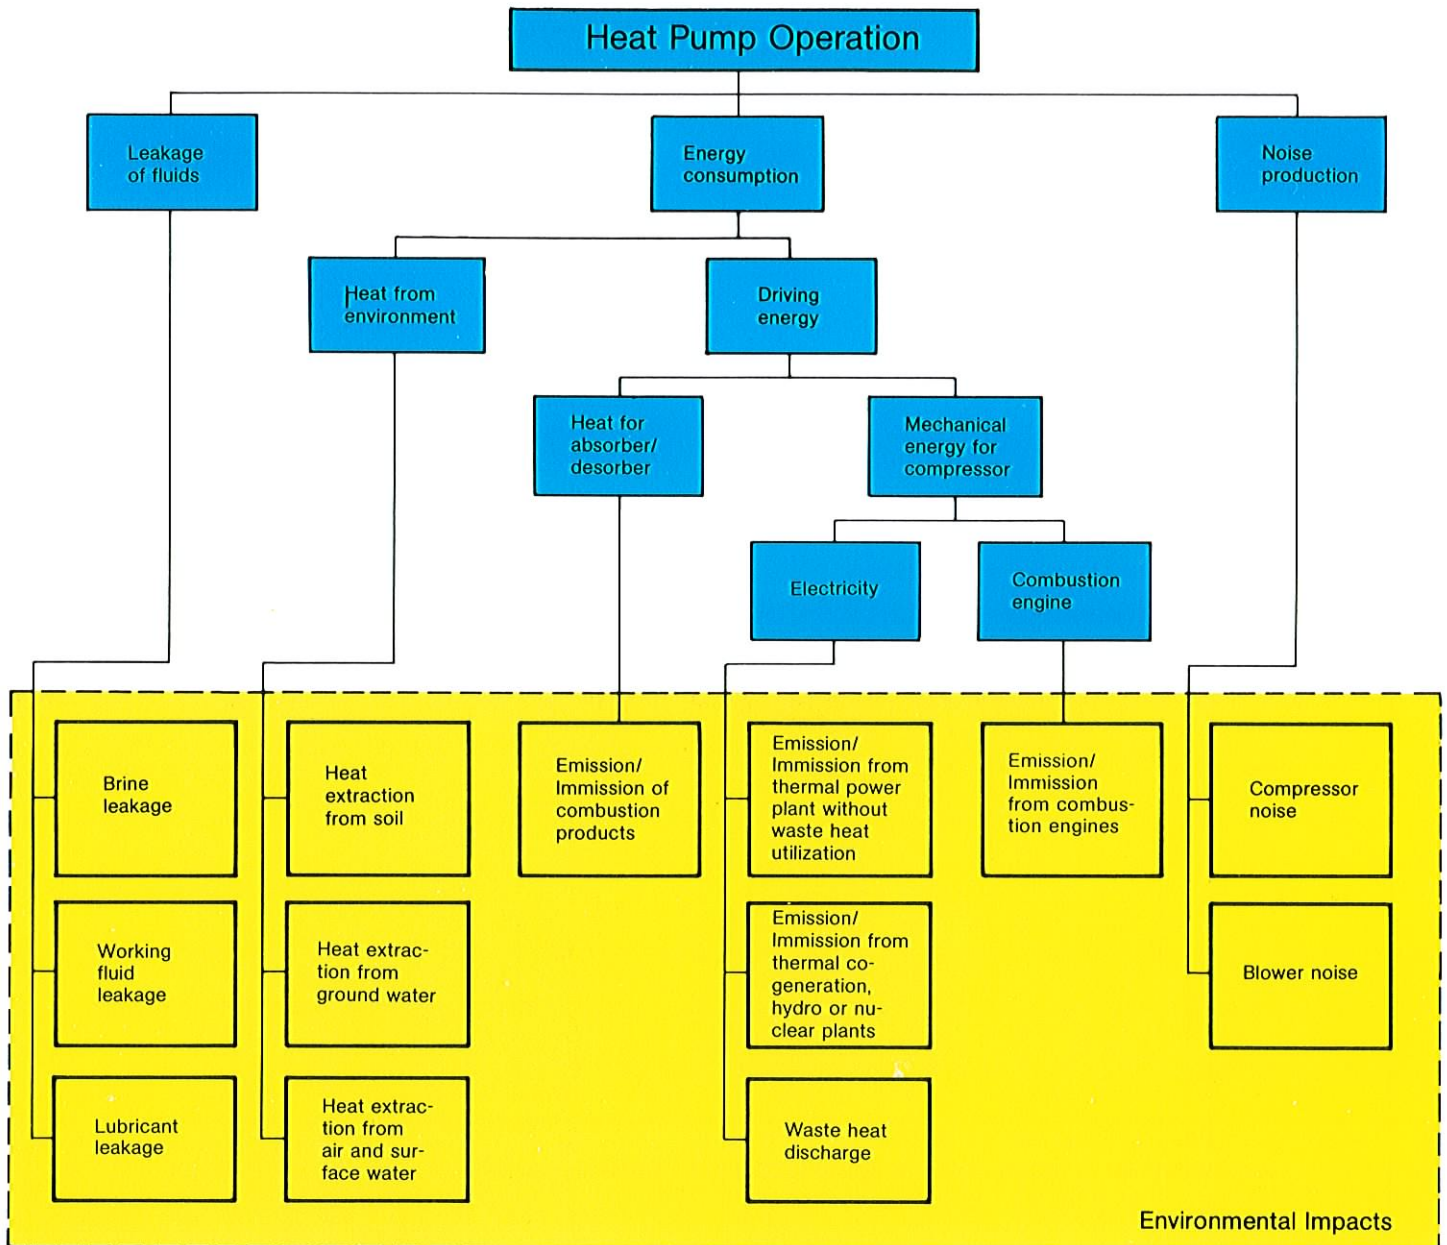 Heat Pump Operation
Leakage
of fluids
Energy
consumption
Noise
production
Heat from
environment
Driving
energy
Heat for
absorber/
desorber
Mechanical
energy for
compressor
Electricity
Combustion
engine
Brine
leakage
Heat
extraction
from soil
Emission/
Immission of
combustion
products
Emission/
Immission from
thermal power
plant without
waste heat
utilization
Emission/
Immission
from combus-
tion engines
Compressor
noise
Working
fluid
leakage
Heat extrac-
tion from
ground water
Emission/
Immission from
thermal co-
generation,
hydro or nu-
clear plants
Blower noise
Lubricant
leakage
Heat extrac-
tion from
air and sur-
face water
Waste heat
discharge
Environmental Impacts